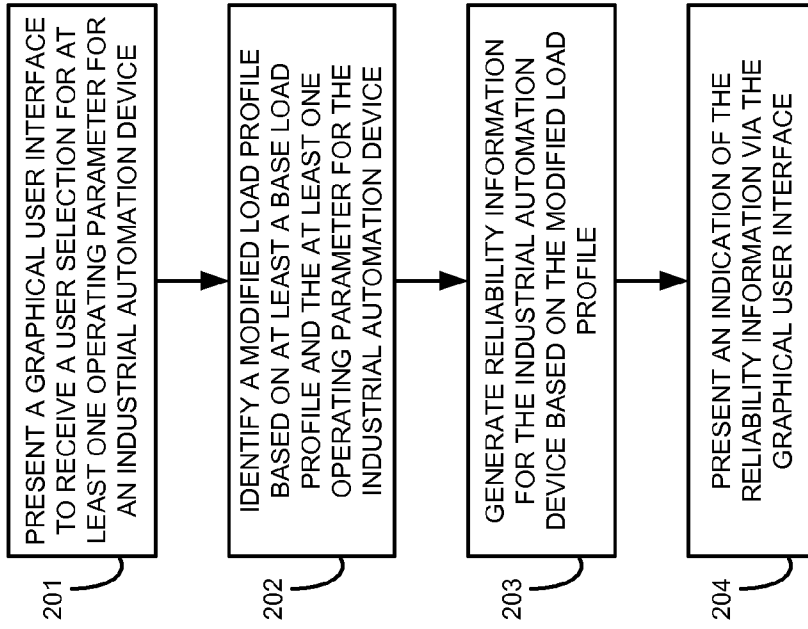 201
PRESENT A GRAPHICAL USER INTERFACE
TO RECEIVE A USER SELECTION FOR AT
LEAST ONE OPERATING PARAMETER FOR
AN INDUSTRIAL AUTOMATION DEVICE
202
IDENTIFY A MODIFIED LOAD PROFILE
BASED ON AT LEAST A BASE LOAD
PROFILE AND THE AT LEAST ONE
OPERATING PARAMETER FOR THE
INDUSTRIAL AUTOMATION DEVICE
203
GENERATE RELIABILITY INFORMATION
FOR THE INDUSTRIAL AUTOMATION
DEVICE BASED ON THE MODIFIED LOAD
PROFILE
204
PRESENT AN INDICATION OF THE
RELIABILITY INFORMATION VIA THE
GRAPHICAL USER INTERFACE